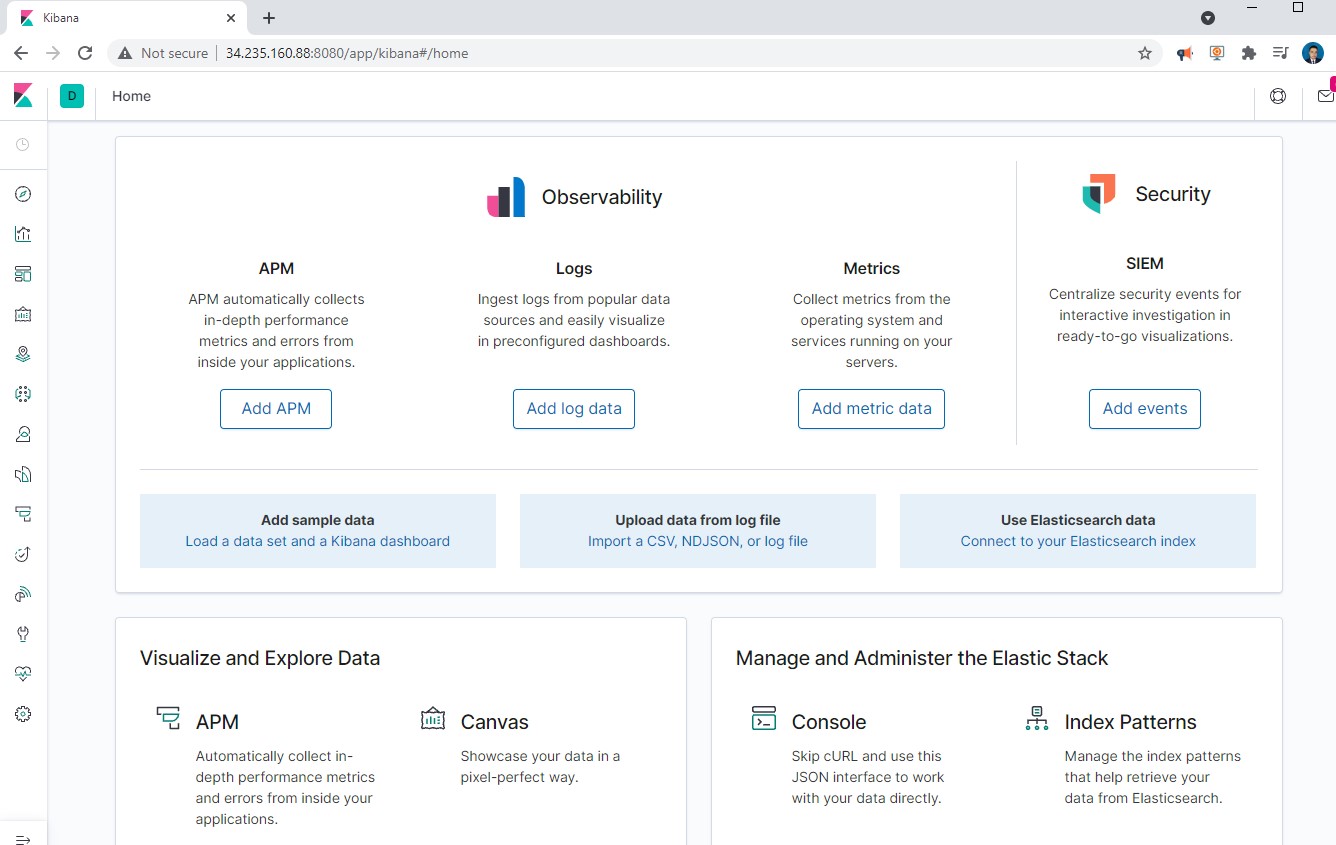 Kibana
Not secure
34.235.160.88:8080/app/kibana#/home
D
Home
Observability
APM
APM automatically collects
in-depth performance
metrics and errors from
inside your applications.
Add APM
Logs
Ingest logs from popular data
sources and easily visualize
in preconfigured dashboards.
Add log data
Metrics
Collect metrics from the
operating system and
services running on your
servers.
Add metric data
Security
SIEM
Centralize security events for
interactive investigation in
ready-to-go visualizations.
Add events
Add sample data
Load a data set and a Kibana dashboard
Upload data from log file
Import a CSV, NDJSON, or log file
Use Elasticsearch data
Connect to your Elasticsearch index
Visualize and Explore Data
APM
Automatically collect in-
depth performance metrics
and errors from inside your
applications.
Canvas
Showcase your data in a
pixel-perfect way.
Manage and Administer the Elastic Stack
Console
Skip cURL and use this
JSON interface to work
with your data directly.
Index Patterns
Manage the index patterns
that help retrieve your
data from Elasticsearch.